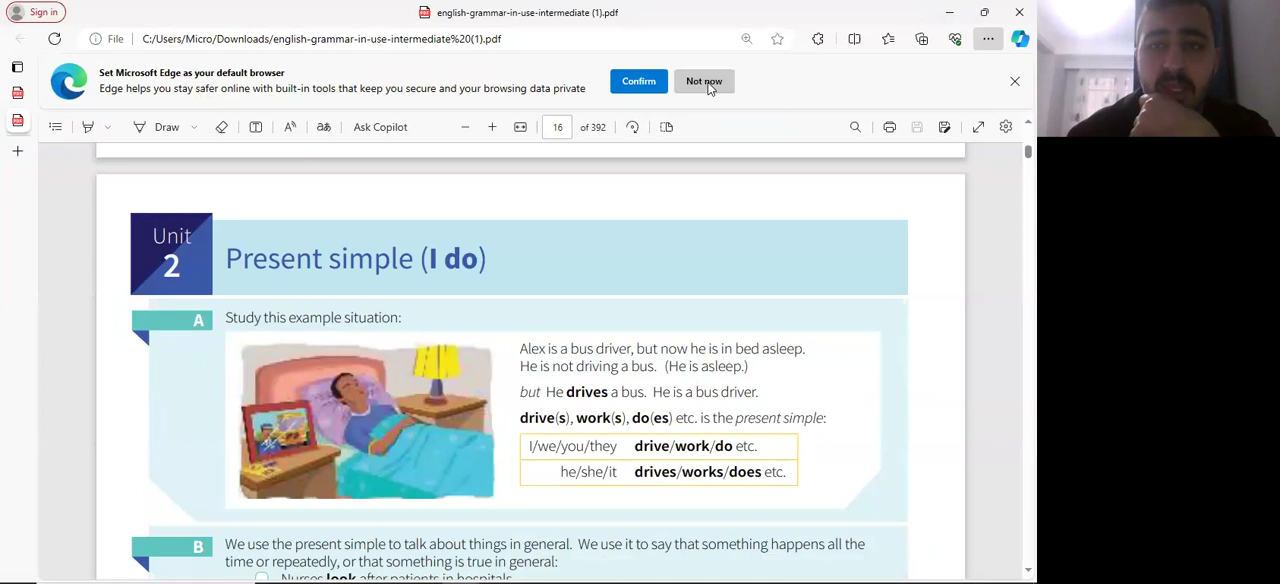 Sign in
english-grammar-in-use-intermediate (1).pdf
File
C:/Users/Micro/Downloads/english-grammar-in-use-intermediate%20(1).pdf
Set Microsoft Edge as your default browser
Edge helps you stay safer online with built-in tools that keep you secure and your browsing data private
Confirm
Not now
Draw
Ask Copilot
16 of 392
Unit
2
Present simple (I do)
A
Study this example situation:
Alex is a bus driver, but now he is in bed asleep.
He is not driving a bus. (He is asleep.)
but He drives a bus. He is a bus driver.
drive(s), work(s), do(es) etc. is the present simple:
I/we/you/they drive/work/do etc.
he/she/it drives/works/does etc.
B
We use the present simple to talk about things in general. We use it to say that something happens all the
time or repeatedly, or that something is true in general:
Nurses look after patients in hospitals